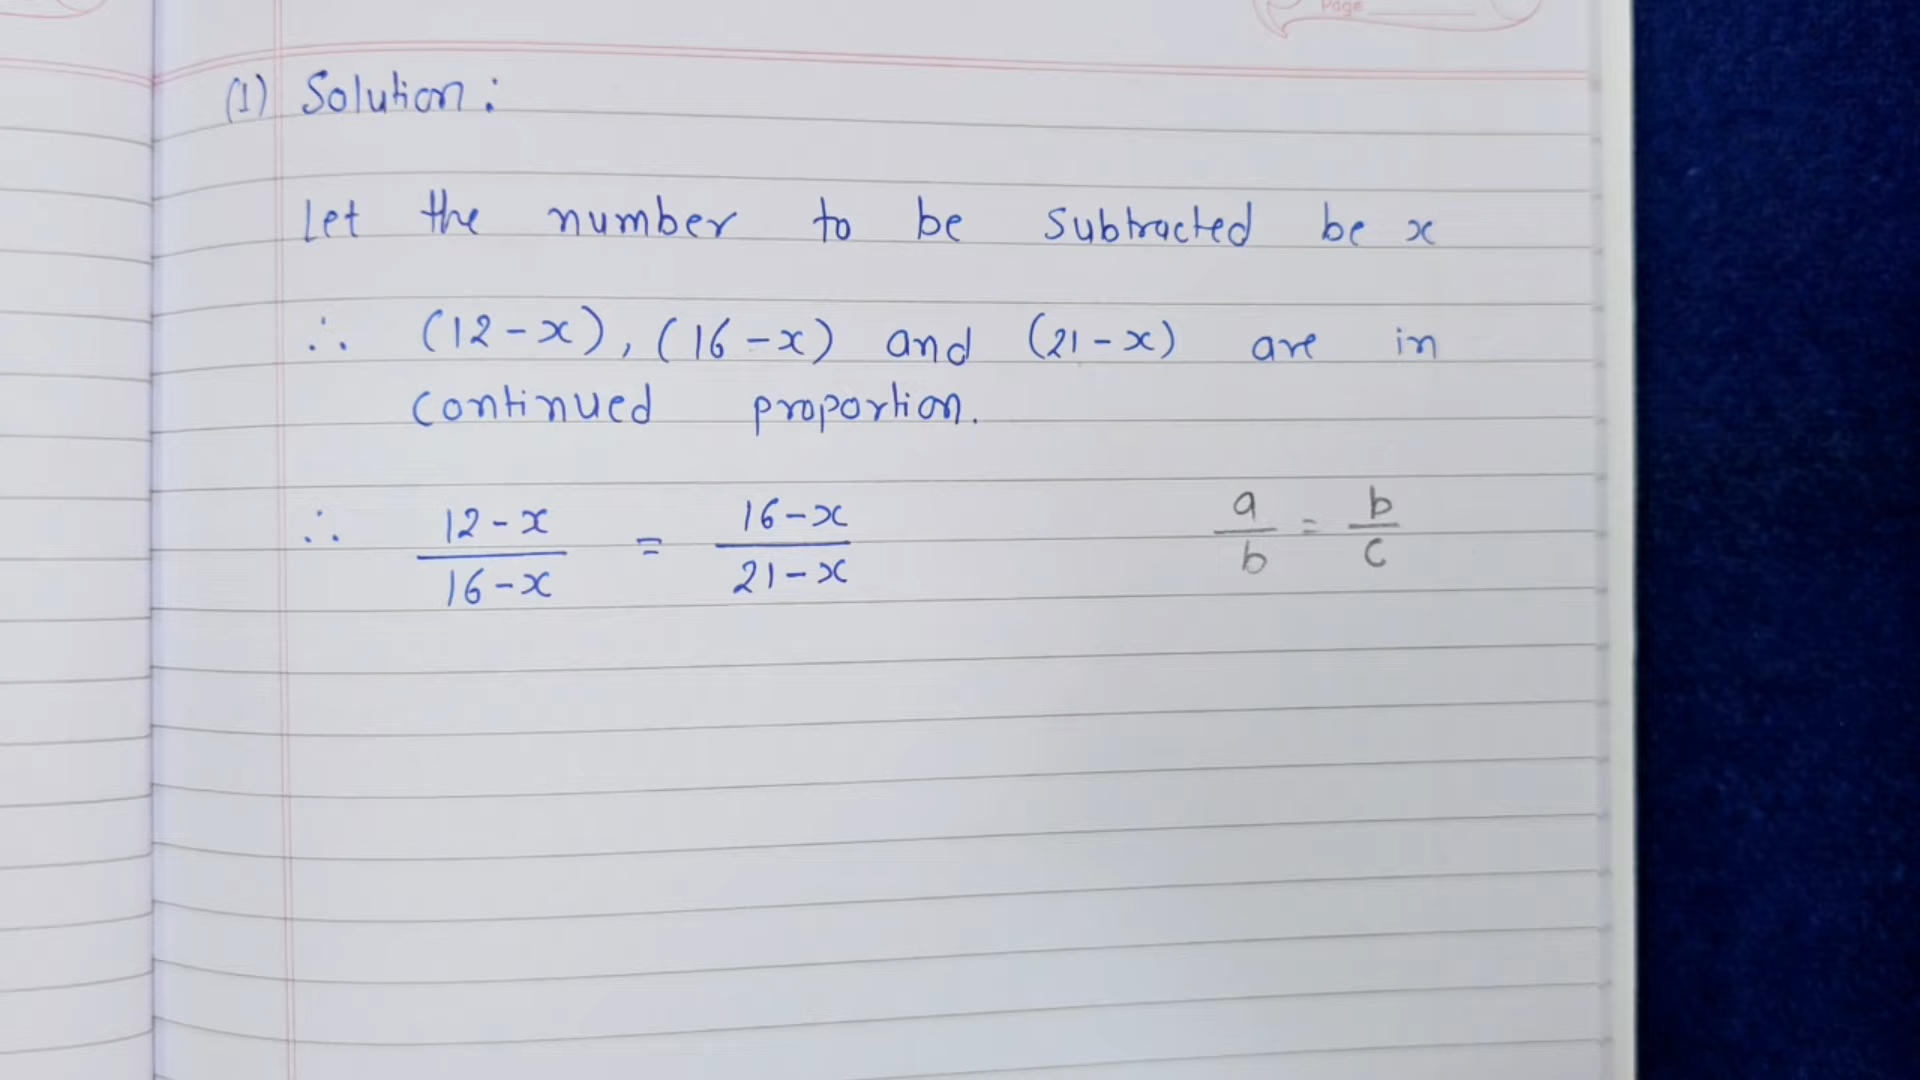 Page
(1) Solution:
Let the number to be subtracted be x
∴ (12-x), (16-x) and (21-x) are in
continued proportion.
∴ 12-x / 16-x = 16-x / 21-x
a / b = b / c